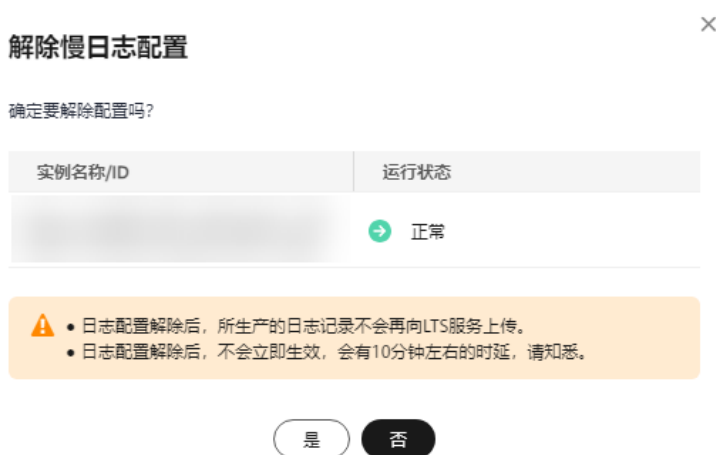 解除慢日志配置
确定要解除配置吗?
实例名称/ID
运行状态
正常
● 日志配置解除后，所生产的日志记录不会再向LTS服务上传。
● 日志配置解除后，不会立即生效，会有10分钟左右的时延，请知悉。
是
否